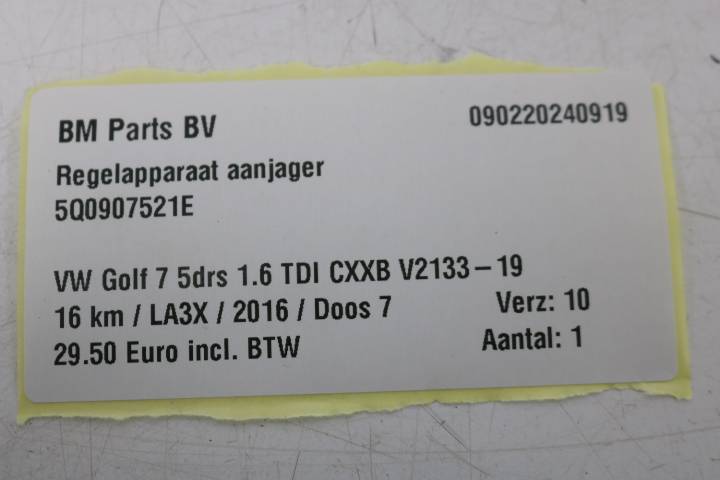 BM Parts BV 090220240919
Regelapparaat aanjager
5Q0907521E
VW Golf 7 5drs 1.6 TDI CXXB V2133-19
16 km / LA3X / 2016 / Doos 7 Verz: 10
29.50 Euro incl. BTW Aantal: 1